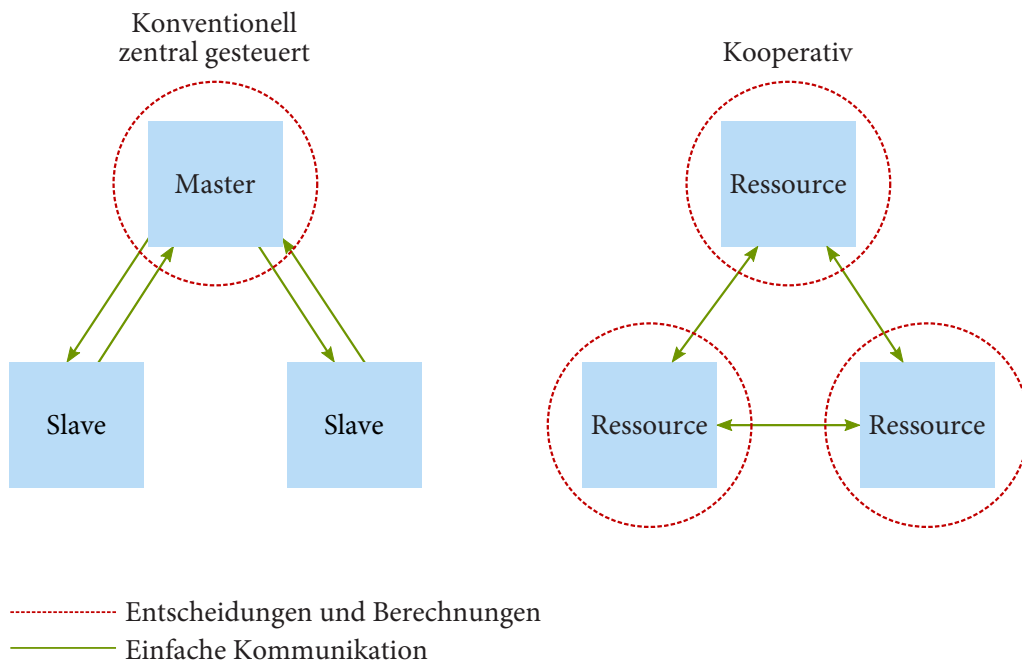 Konventionell
zentral gesteuert
Master
Slave
Slave
Kooperativ
Ressource
Ressource
Ressource
Entscheidungen und Berechnungen
Einfache Kommunikation